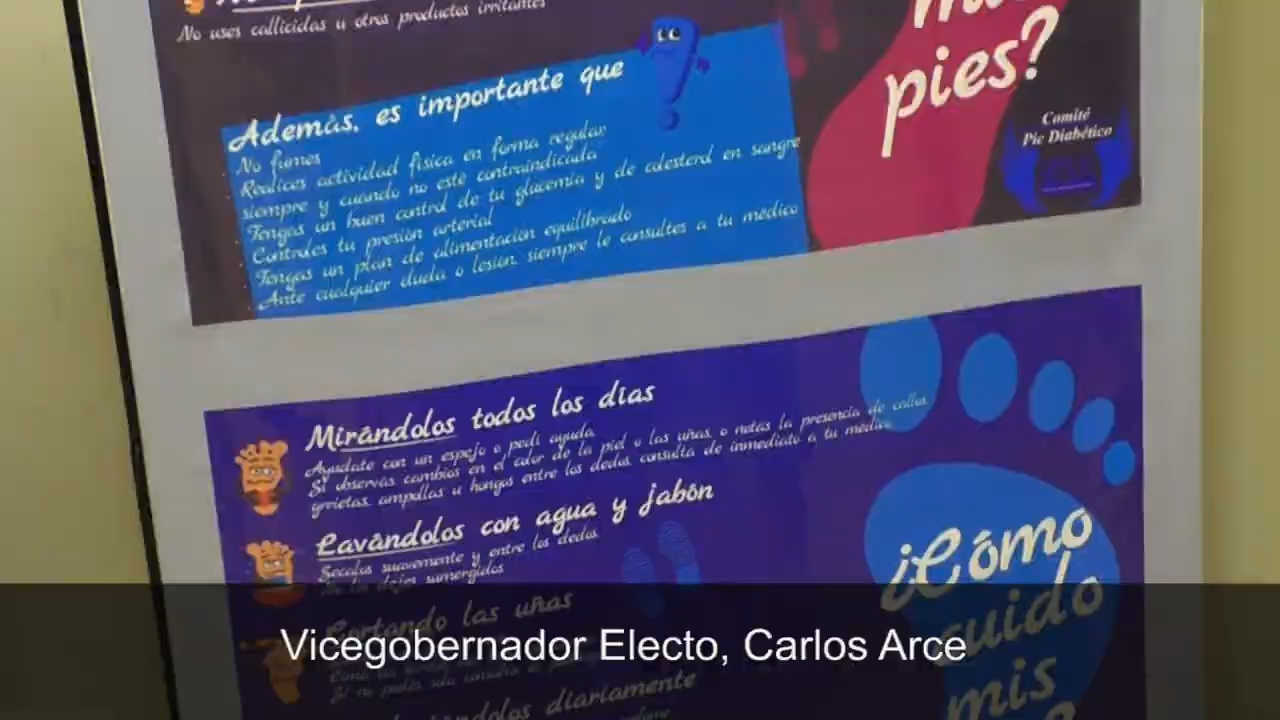 No uses callicidas u otros productos irritantes
pies?
Además, es importante que
Comité
Pie Diabético
No fumes
Realices actividad física en forma regular
siempre y cuando no esté contraindicada
Tengas un buen control de tu glucemia y de colesterol en sangre
Controles tu presión arterial
Tengas un plan de alimentación equilibrado
Ante cualquier duda o lesión, siempre le consultes a tu médico
Mirándolos todos los días
Ayudate con un espejo o pedí ayuda.
Si observás cambios en el color de la piel o las uñas, o notás la presencia de callos,
grietas, ampollas u hongos entre los dedos, consulta de inmediato a tu médico
Lavándolos con agua y jabón
Secalos suavemente y entre los dedos.
No los dejes sumergidos
¿Cómo
cuido
mis
Cortando las uñas
Vicegobernador Electo, Carlos Arce
diariamente